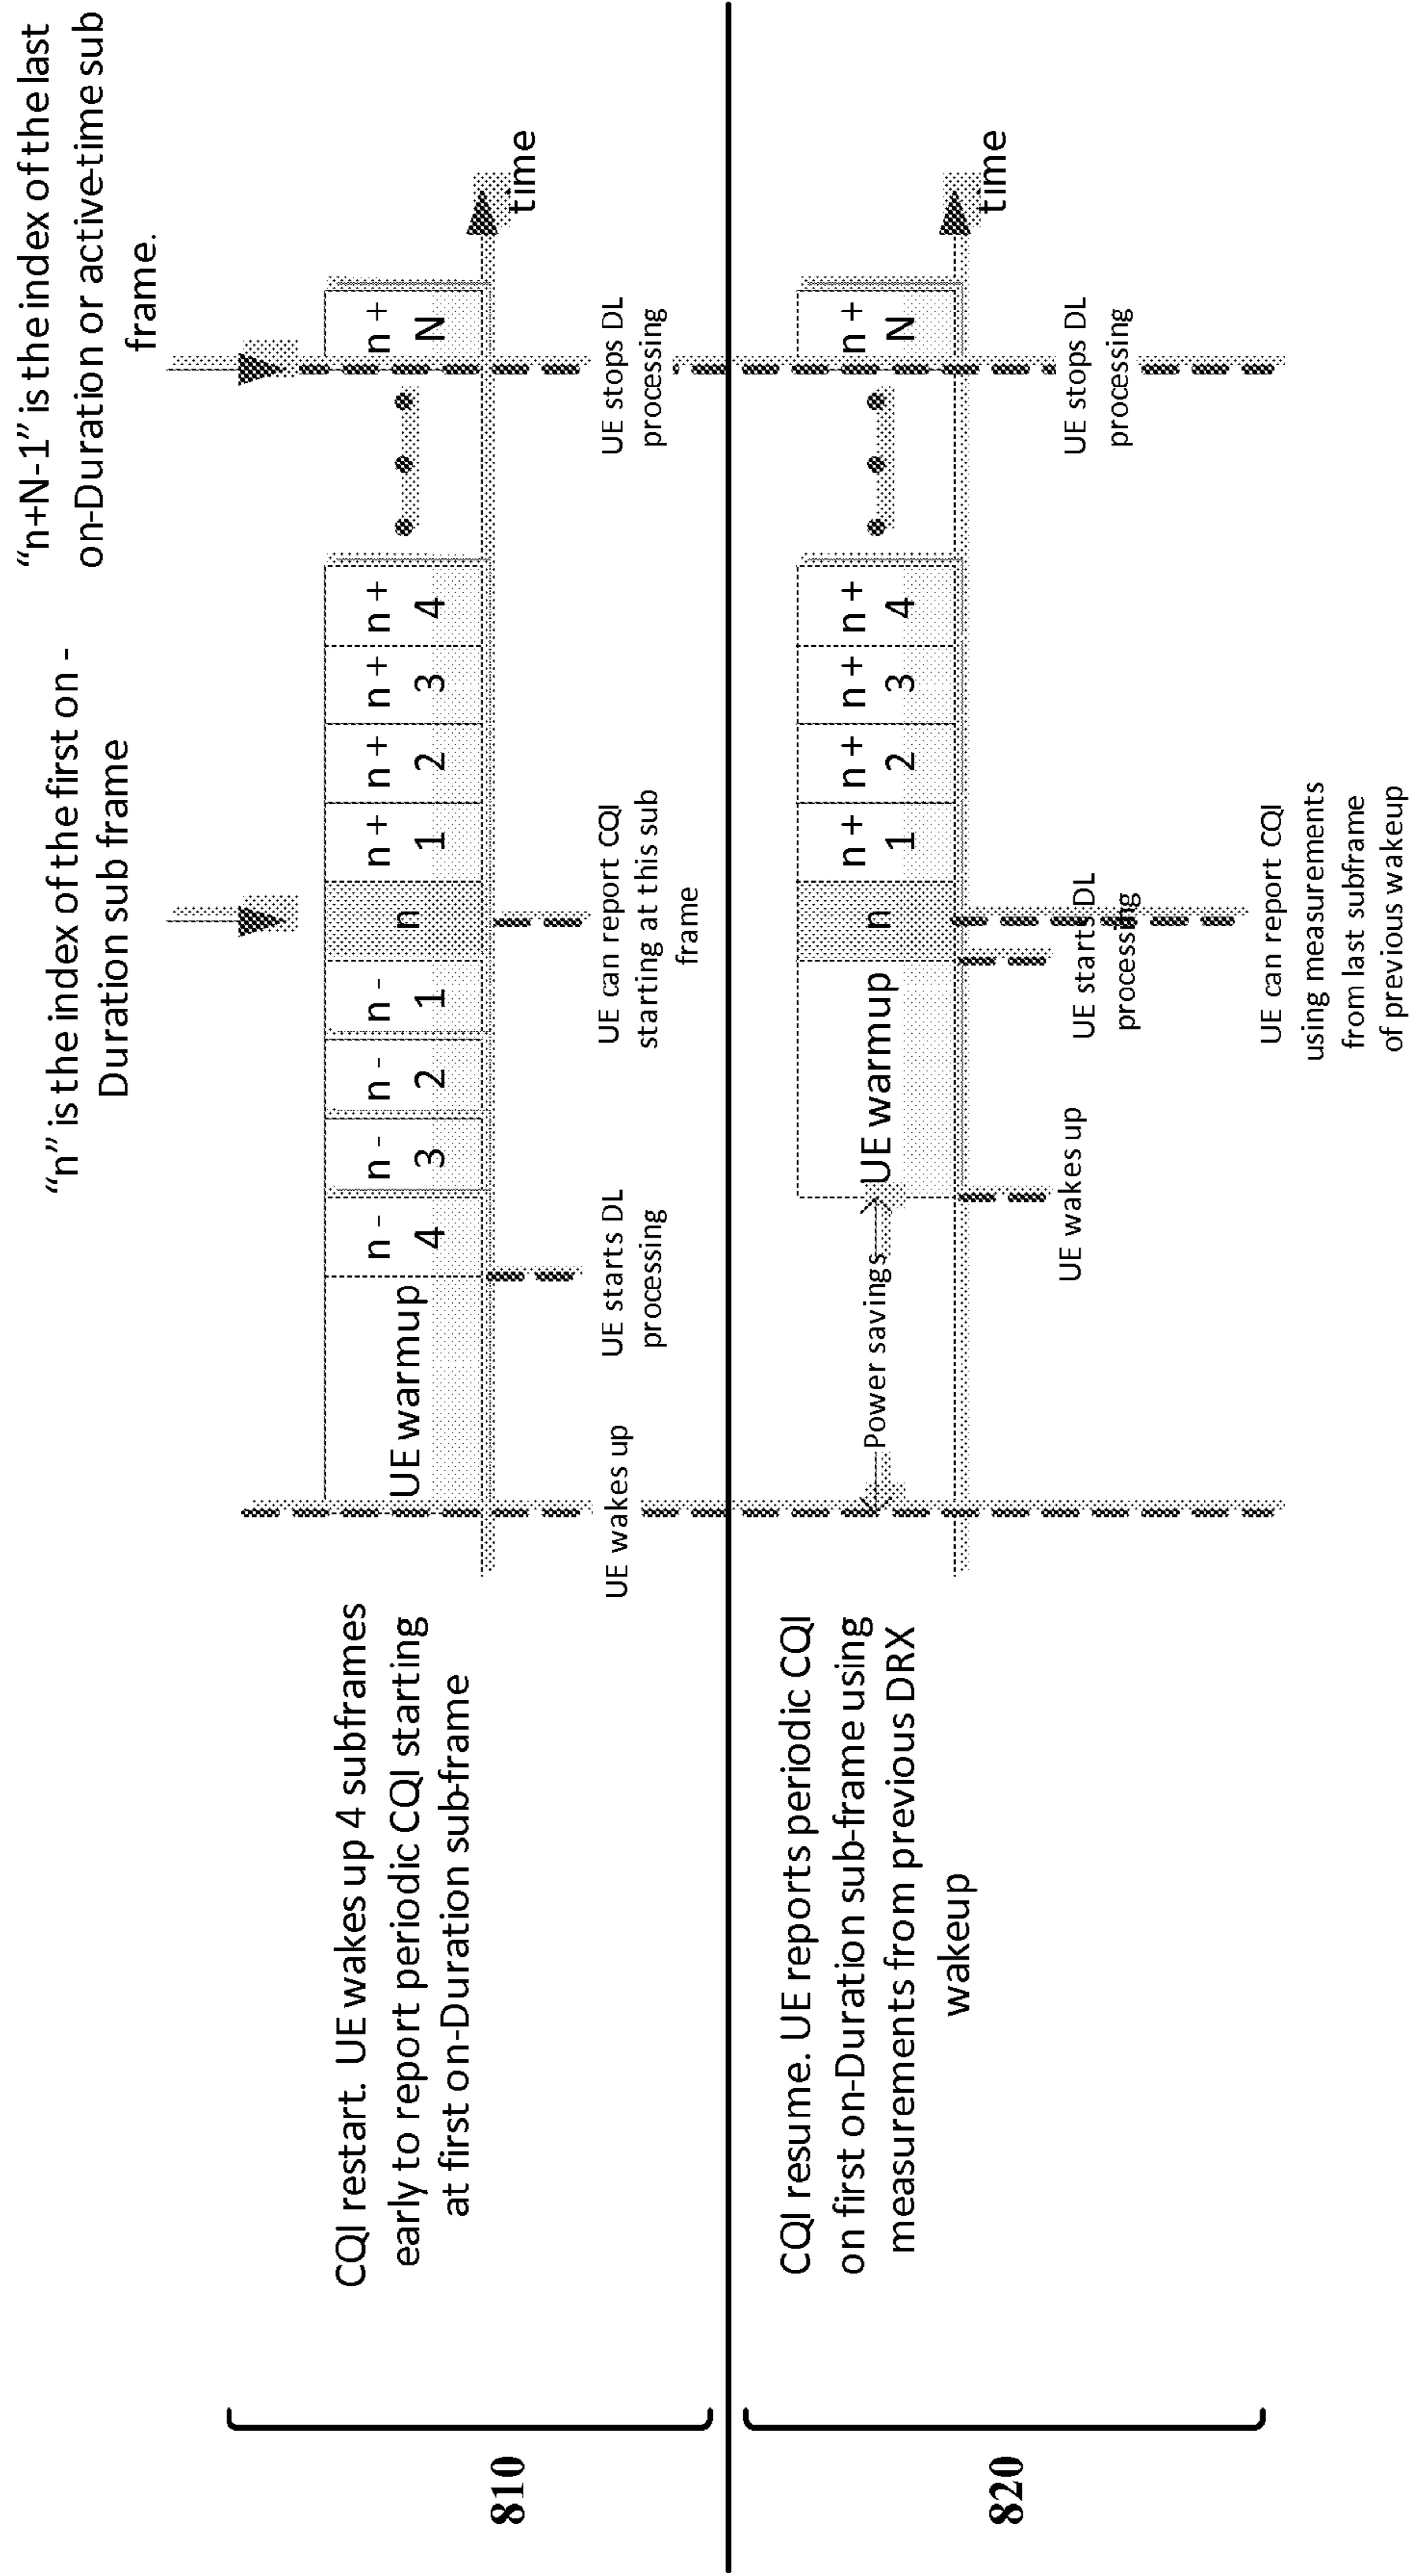 “n” is the index of the first on -
Duration sub frame
“n+N-1” is the index of the last
on-Duration or active-time sub
frame.
810
CQI restart. UE wakes up 4 subframes
early to report periodic CQI starting
at first on-Duration sub-frame
UE warmup
n -
4
n -
3
n -
2
n -
1
n
n +
1
n +
2
n +
3
n +
4
n +
N
time
UE wakes up
UE starts DL
processing
UE can report CQI
starting at this sub
frame
UE stops DL
processing
820
CQI resume. UE reports periodic CQI
on first on-Duration sub-frame using
measurements from previous DRX
wakeup
Power savings
UE warmup
n
n +
1
n +
2
n +
3
n +
4
n +
N
time
UE wakes up
UE starts DL
processing
UE can report CQI
using measurements
from last subframe
of previous wakeup
UE stops DL
processing